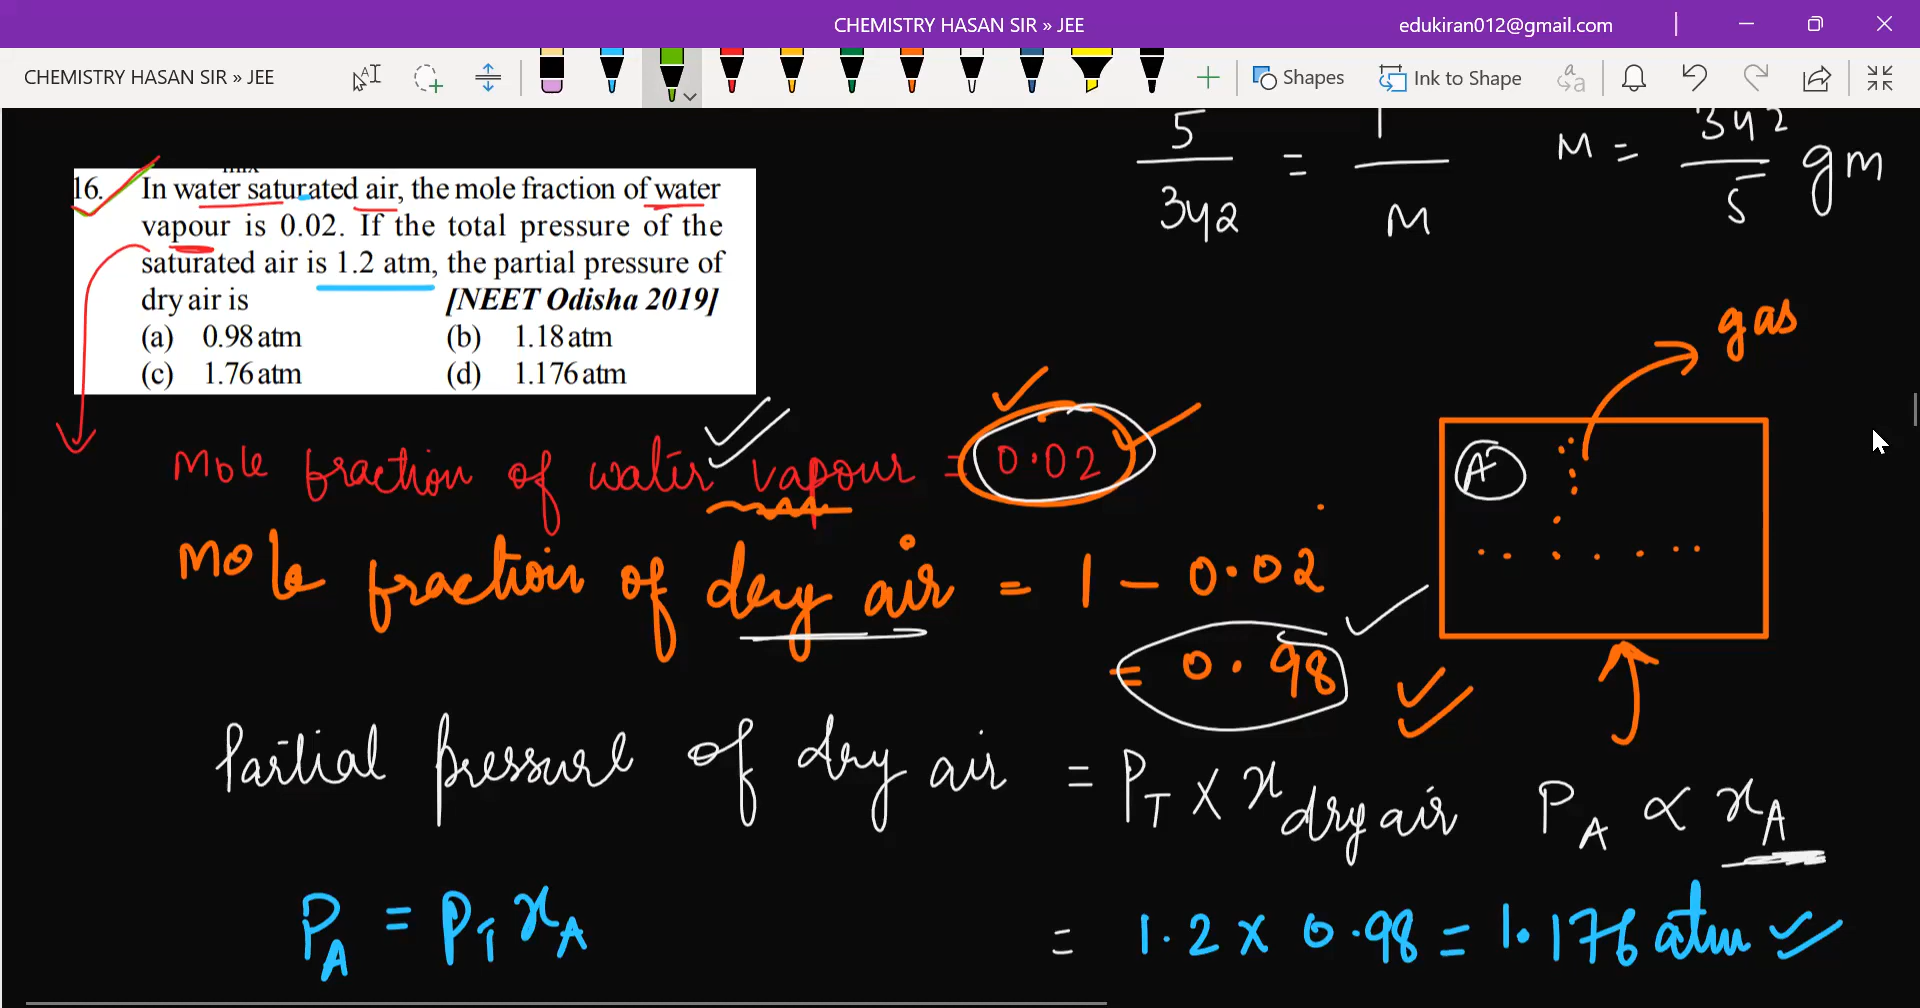 CHEMISTRY HASAN SIR » JEE
edukiran012@gmail.com
CHEMISTRY HASAN SIR » JEE
Shapes
Ink to Shape
5/342 = 1/M
M = 342/5 gm
16. In water saturated air, the mole fraction of water
vapour is 0.02. If the total pressure of the
saturated air is 1.2 atm, the partial pressure of
dry air is [NEET Odisha 2019]
(a) 0.98 atm (b) 1.18 atm
(c) 1.76 atm (d) 1.176 atm
gas
A
Mole fraction of water vapour = 0.02
Mole fraction of dry air = 1 - 0.02
= 0.98
Partial pressure of dry air = PT × x dry air
PA ∝ xA
PA = PT xA
= 1.2 × 0.98 = 1.176 atm